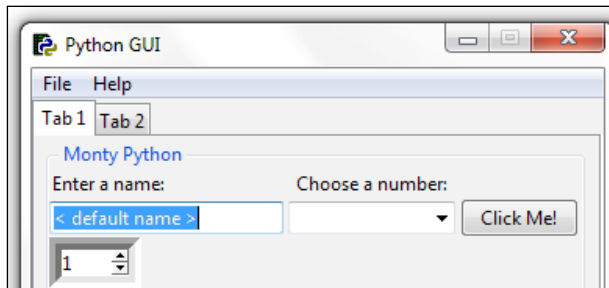 Python GUI
File Help
Tab 1 Tab 2
Monty Python
Enter a name: Choose a number:
< default name > Click Me!
1